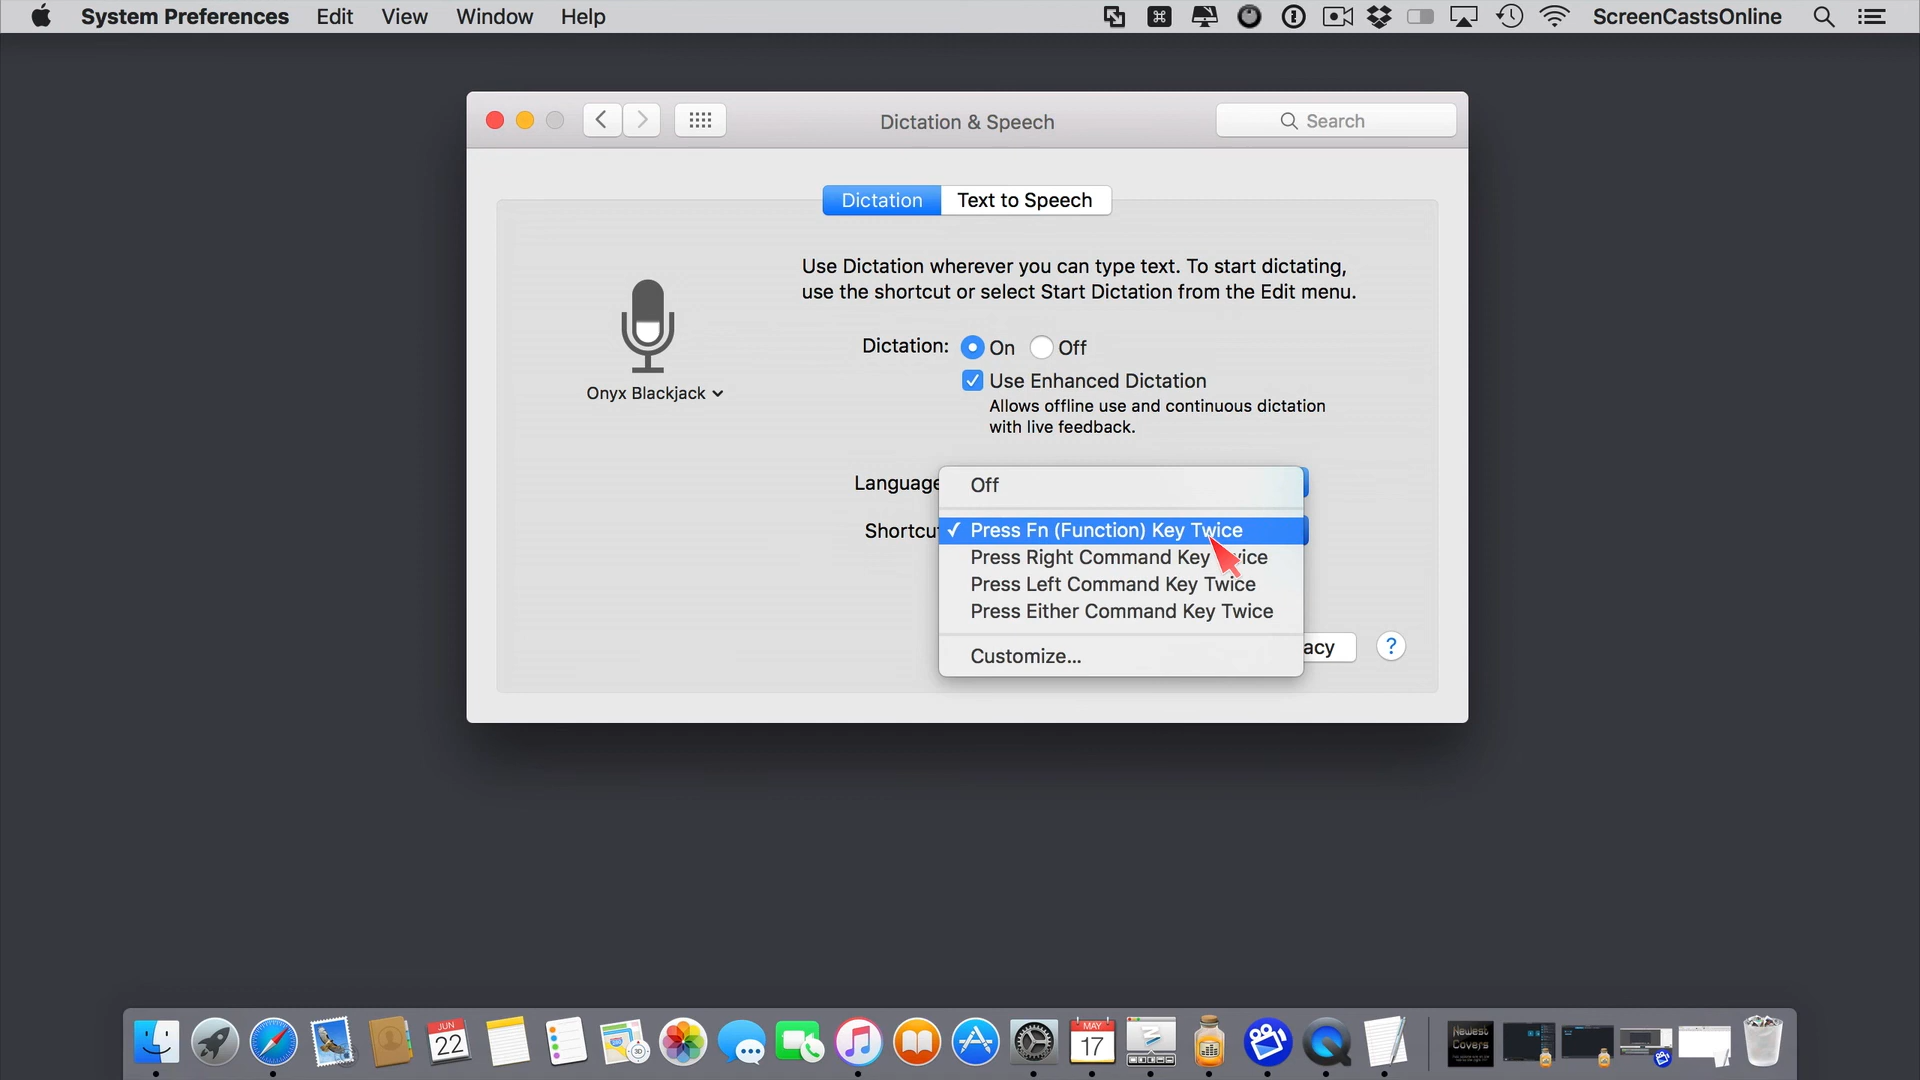 System Preferences Edit View Window Help
ScreenCastsOnline
Dictation & Speech
Search
Dictation Text to Speech
Use Dictation wherever you can type text. To start dictating,
use the shortcut or select Start Dictation from the Edit menu.
Dictation: On Off
Use Enhanced Dictation
Allows offline use and continuous dictation
with live feedback.
Onyx Blackjack
Language
Off
Shortcu
✓ Press Fn (Function) Key Twice
Press Right Command Key ice
Press Left Command Key Twice
Press Either Command Key Twice
Customize...
acy ?
JUN
22
3D
MAY
17
Newest
Covers